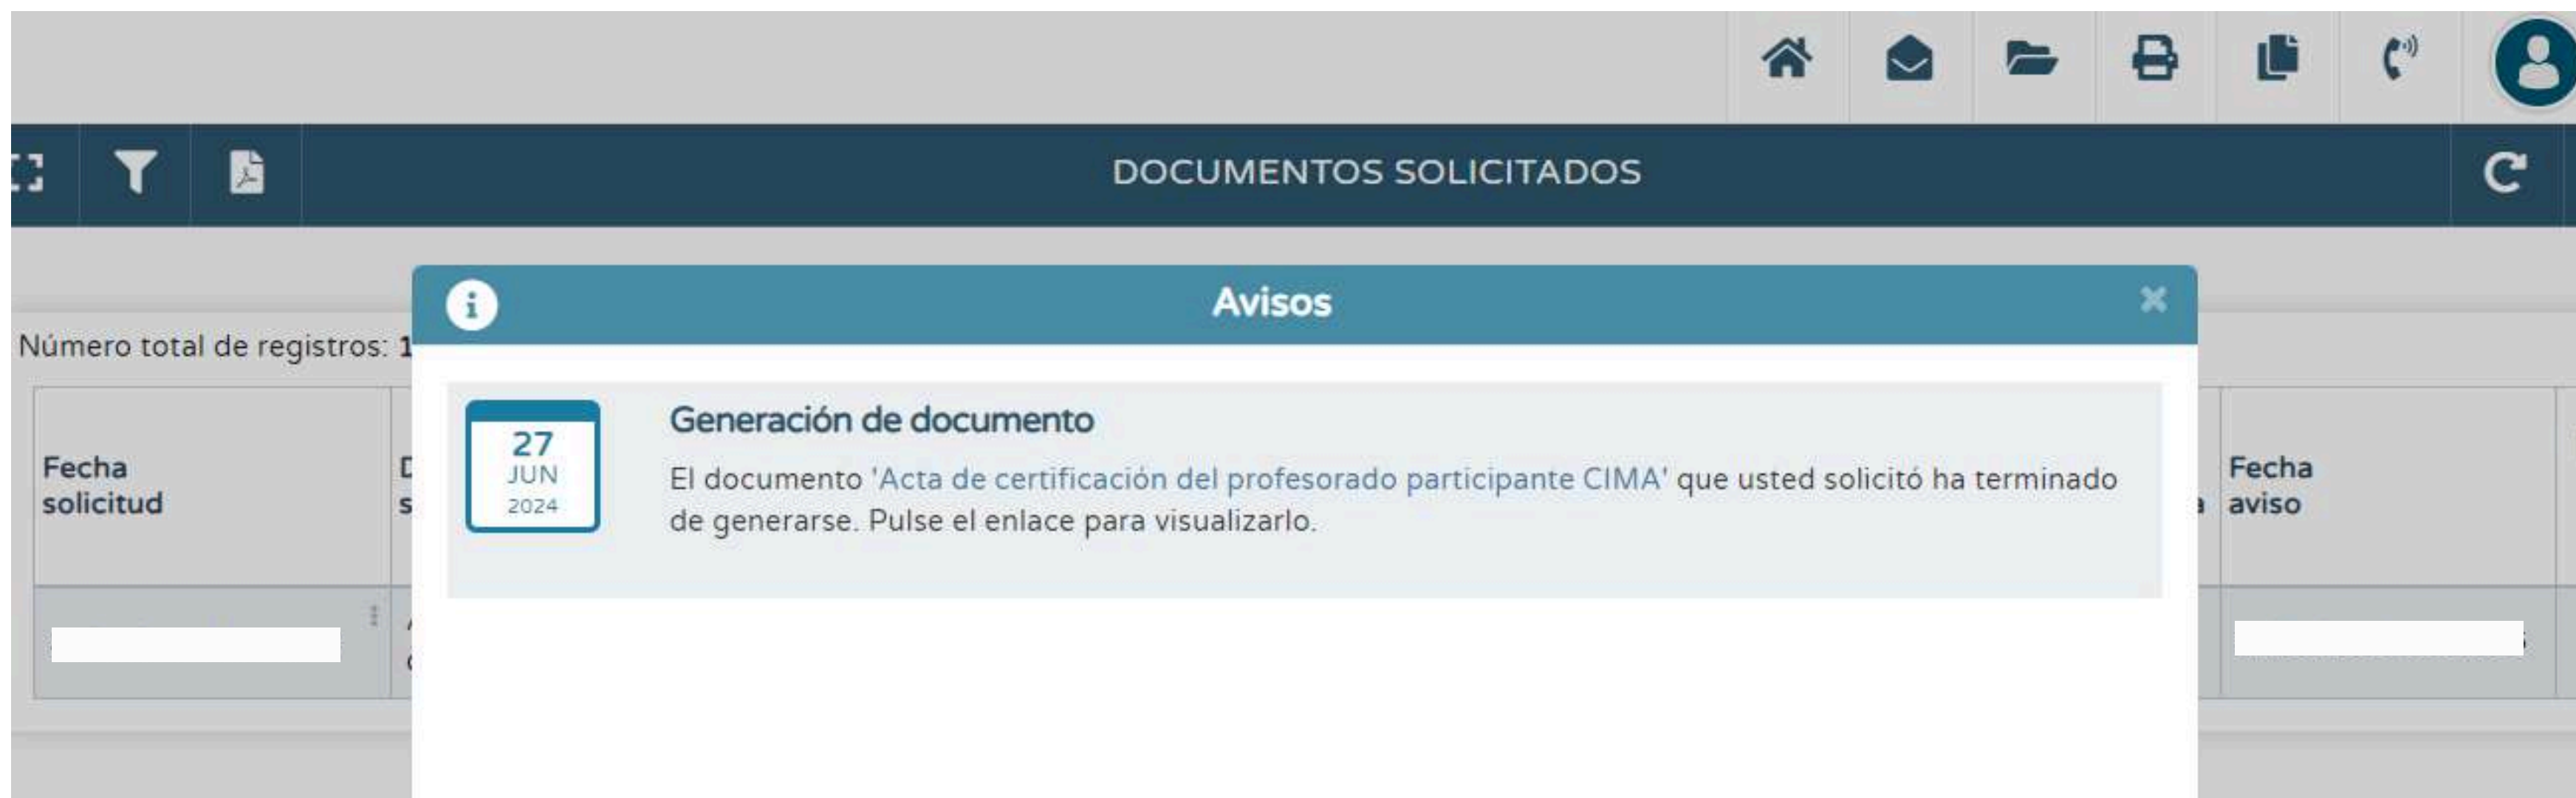 DOCUMENTOS SOLICITADOS
Avisos
Número total de registros: 1
Generación de documento
27
JUN
2024
El documento 'Acta de certificación del profesorado participante CIMA' que usted solicitó ha terminado
de generarse. Pulse el enlace para visualizarlo.
Fecha
solicitud
Fecha
aviso